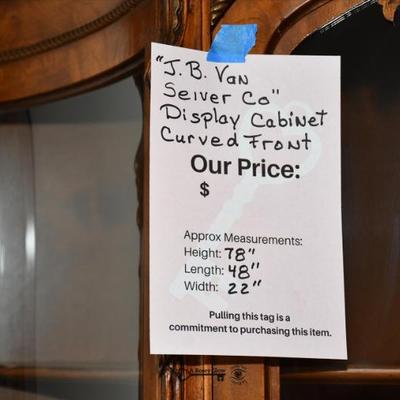 "J.B. Van
Seiver Co"
Display Cabinet
Curved Front
Our Price:
$
Approx Measurements:
Height: 78"
Length: 48"
Width: 22"
Pulling this tag is a
commitment to purchasing this item.